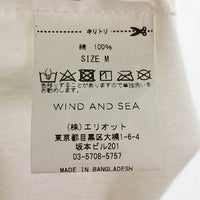 キリトリ
綿 100%
SIZE M
WIND AND SEA
(株)エリオット
東京都目黒区大橋1-6-4
坂本ビル201
03-5708-5757
MADE IN BANGLADESH